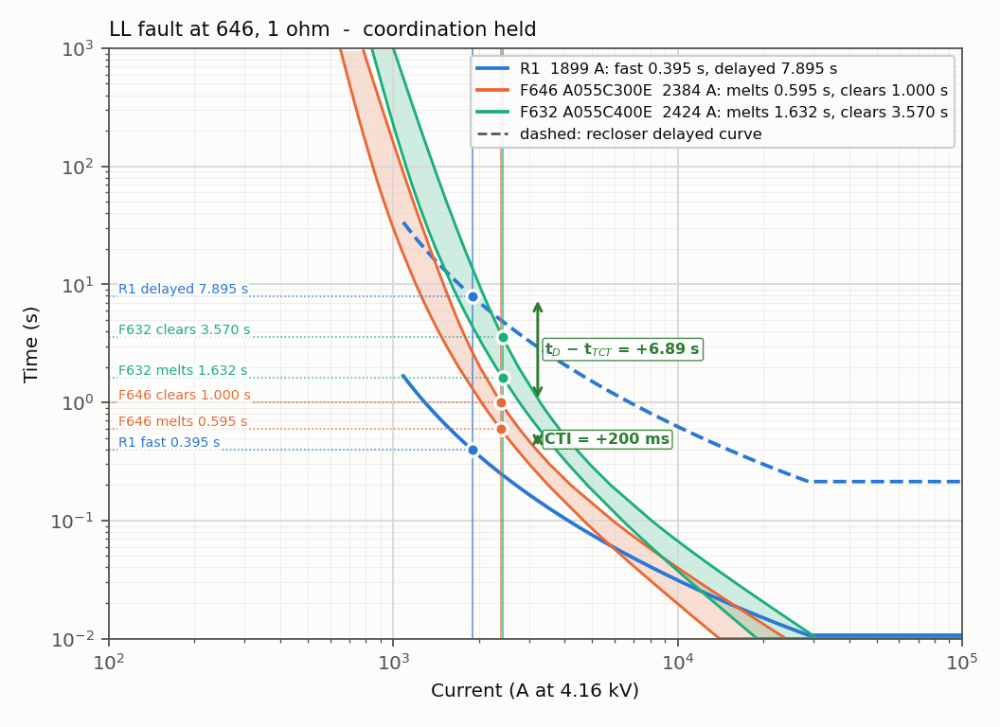 LL fault at 646, 1 ohm - coordination held
R1 1899 A: fast 0.395 s, delayed 7.895 s
F646 A055C300E 2384 A: melts 0.595 s, clears 1.000 s
F632 A055C400E 2424 A: melts 1.632 s, clears 3.570 s
dashed: recloser delayed curve
Time (s)
10³
10²
10¹
10⁰
10⁻¹
10⁻²
R1 delayed 7.895 s
F632 clears 3.570 s
F632 melts 1.632 s
F646 clears 1.000 s
F646 melts 0.595 s
R1 fast 0.395 s
t_D − t_TCT = +6.89 s
CTI = +200 ms
10² 10³ 10⁴ 10⁵
Current (A at 4.16 kV)